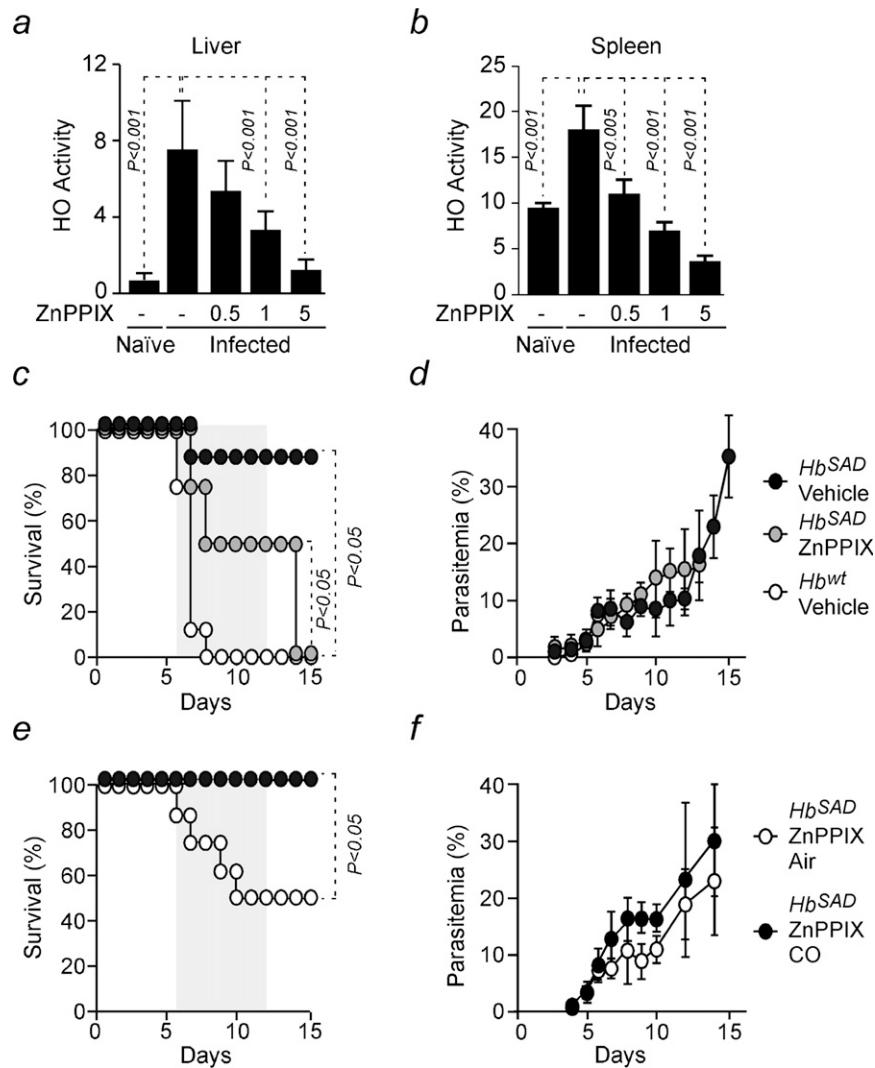 a
Liver
12
8
4
0
HO Activity
P<0.001
P<0.001
P<0.001
ZnPPIX - - 0.5 1 5
Naïve Infected
b
Spleen
25
20
15
10
5
0
HO Activity
P<0.001
P<0.005
P<0.001
P<0.001
ZnPPIX - - 0.5 1 5
Naïve Infected
c
100
80
60
40
20
0
Survival (%)
0 5 10 15
Days
P<0.05
P<0.05
d
40
30
20
10
0
Parasitemia (%)
0 5 10 15
Days
HbSAD
Vehicle
HbSAD
ZnPPIX
Hbwt
Vehicle
e
100
80
60
40
20
0
Survival (%)
0 5 10 15
Days
P<0.05
f
40
30
20
10
0
Parasitemia (%)
0 5 10 15
Days
HbSAD
ZnPPIX
Air
HbSAD
ZnPPIX
CO